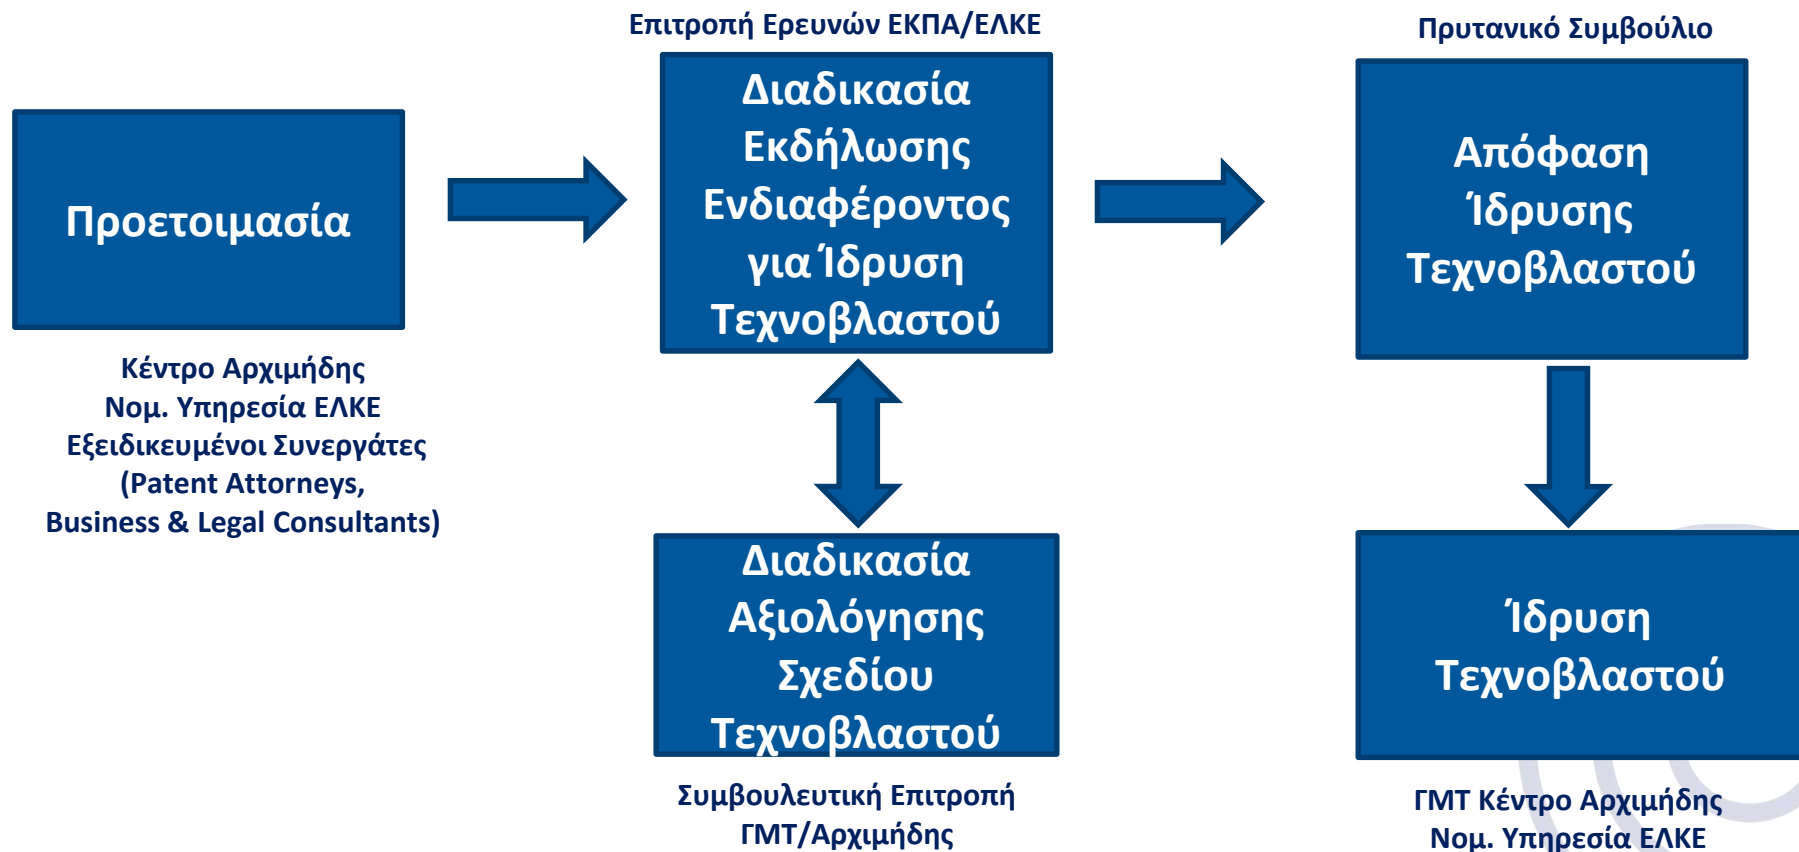 Προετοιμασία
Κέντρο Αρχιμήδης
Νομ. Υπηρεσία ΕΛΚΕ
Εξειδικευμένοι Συνεργάτες
(Patent Attorneys,
Business & Legal Consultants)
Επιτροπή Ερευνών ΕΚΠΑ/ΕΛΚΕ
Διαδικασία
Εκδήλωσης
Ενδιαφέροντος
για Ίδρυση
Τεχνοβλαστού
Διαδικασία
Αξιολόγησης
Σχεδίου
Τεχνοβλαστού
Συμβουλευτική Επιτροπή
ΓΜΤ/Αρχιμήδης
Πρυτανικό Συμβούλιο
Απόφαση
Ίδρυσης
Τεχνοβλαστού
Ίδρυση
Τεχνοβλαστού
ΓΜΤ Κέντρο Αρχιμήδης
Νομ. Υπηρεσία ΕΛΚΕ